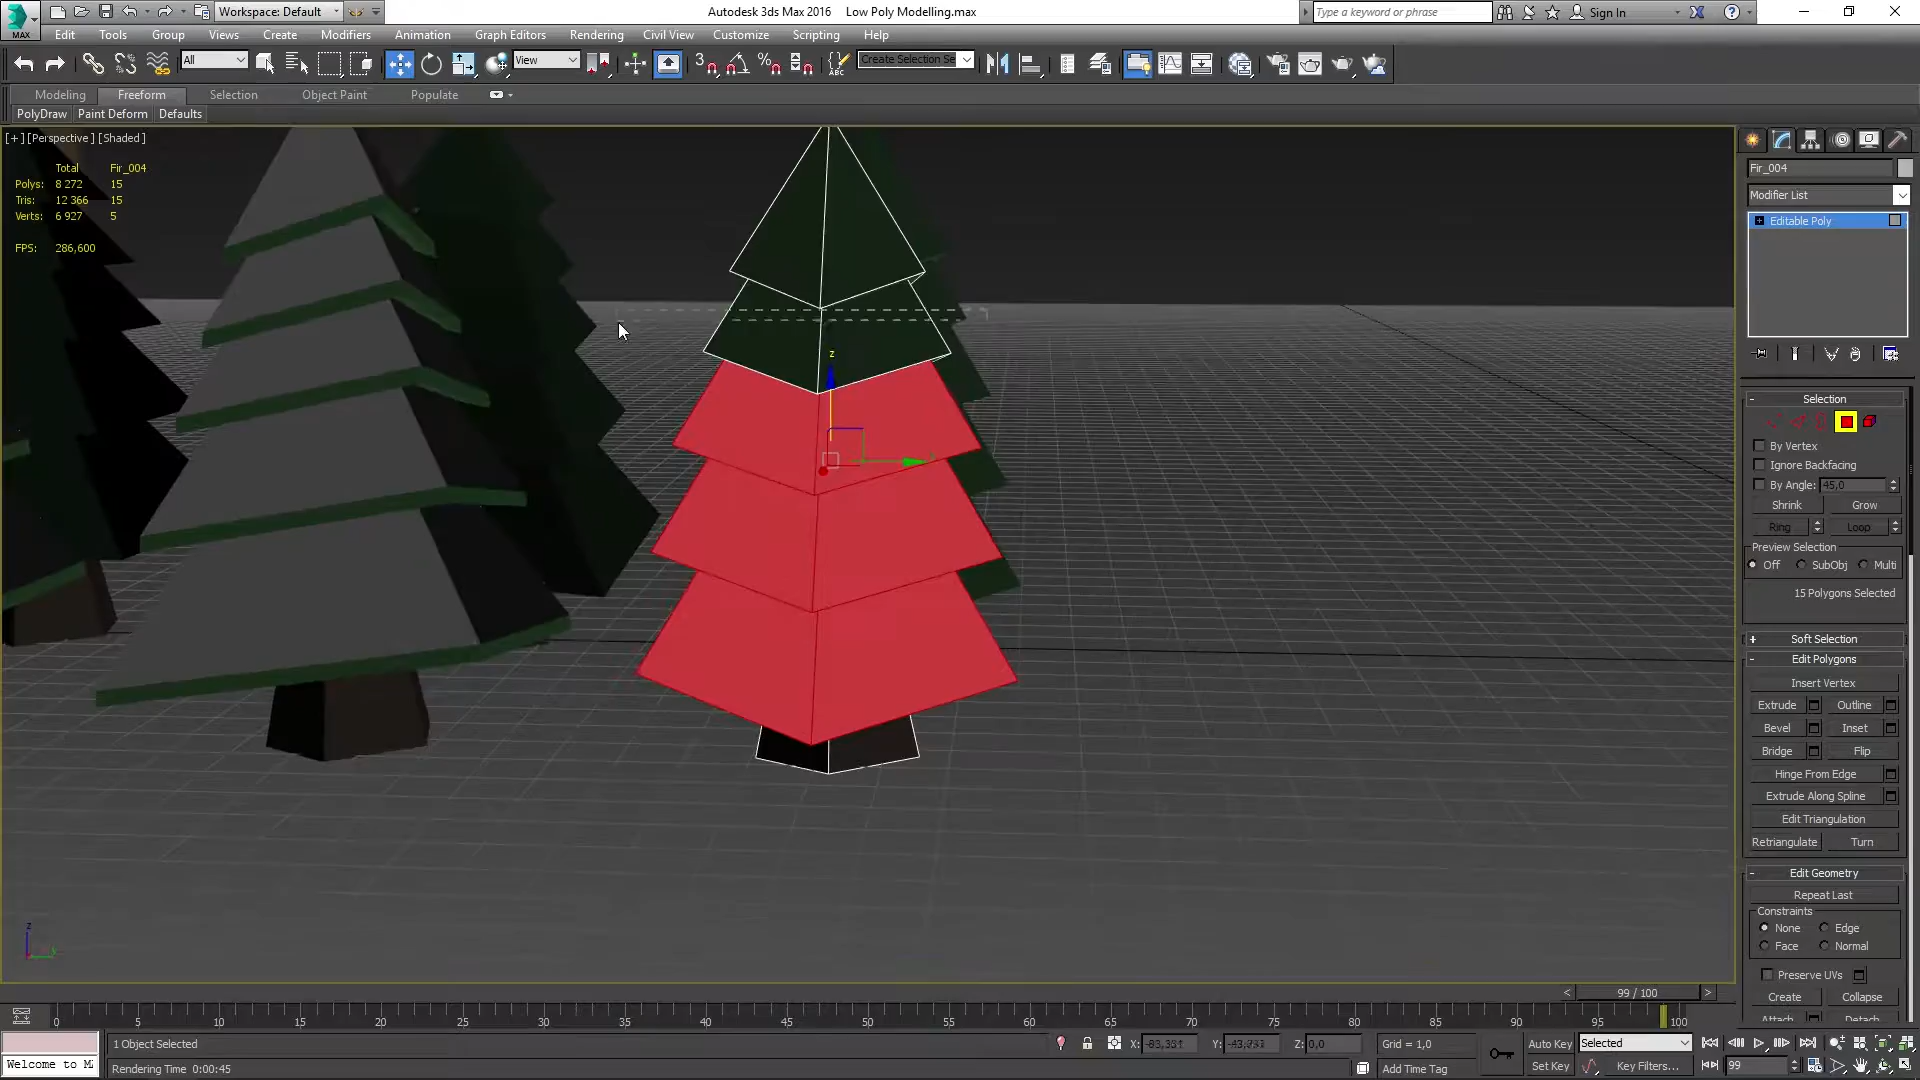 Workspace: Default
Autodesk 3ds Max 2016 Low Poly Modelling.max
Type a keyword or phrase
Sign In
MAX
Edit Tools Group Views Create Modifiers Animation Graph Editors Rendering Civil View Customize Scripting Help
All View Create Selection Se
ABC
Modeling Freeform Selection Object Paint Populate
PolyDraw Paint Deform Defaults
[+] [Perspective ] [Shaded ]
Total Fir_004
Polys: 8 272 15
Tris: 12 366 15
Verts: 6 927 5
FPS: 286,600
z
Fir_004
Modifier List
Editable Poly
Selection
By Vertex
Ignore Backfacing
By Angle: 45,0
Shrink Grow
Ring Loop
Preview Selection
Off SubObj Multi
15 Polygons Selected
Soft Selection
Edit Polygons
Insert Vertex
Extrude Outline
Bevel Inset
Bridge Flip
Hinge From Edge
Extrude Along Spline
Edit Triangulation
Retriangulate Turn
Edit Geometry
Repeat Last
Constraints
None Edge
Face Normal
Preserve UVs
Create Collapse
Attach Detach
z
99 / 100
0 5 10 15 20 25 30 35 40 45 50 55 60 65 70 75 80 85 90 95 100
1 Object Selected
X: -83,331 Y: Z: 0,0 Grid = 1,0
Auto Key Selected
Welcome to M
Rendering Time 0:00:45
Add Time Tag
Set Key Key Filters... 99